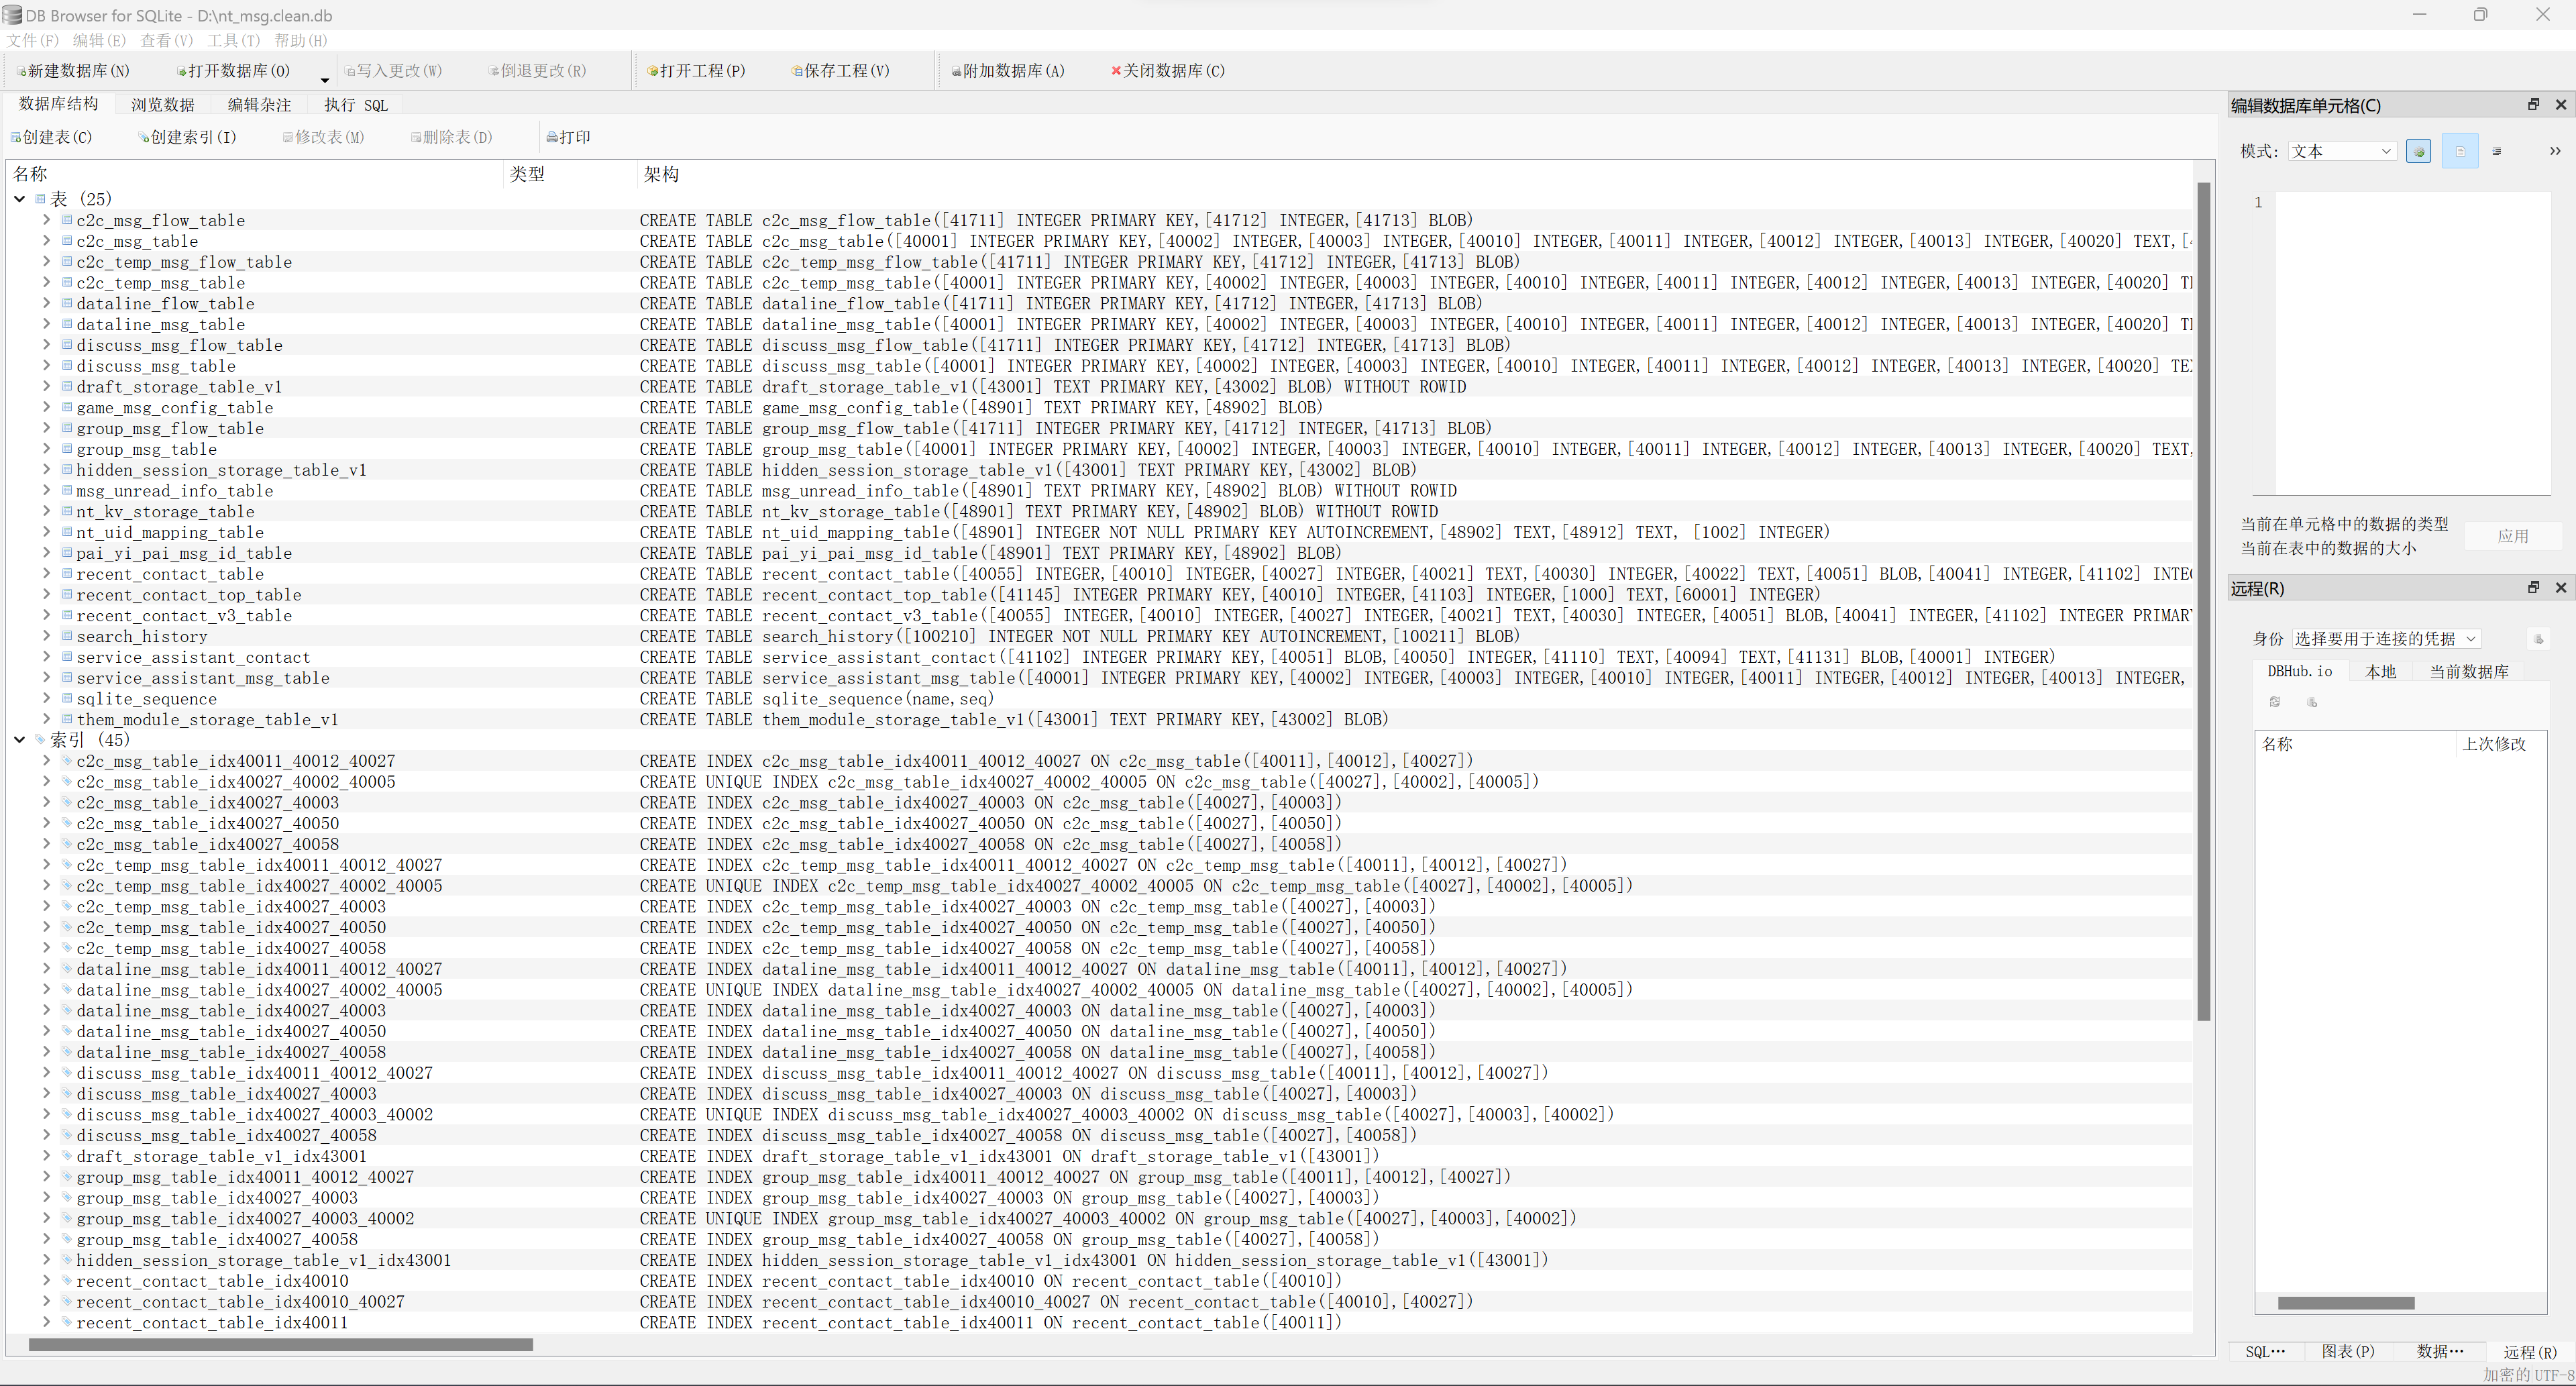 DB Browser for SQLite - D:\nt_msg.clean.db
文件(F) 编辑(E) 查看(V) 工具(T) 帮助(H)
新建数据库(N) 打开数据库(O) 写入更改(W) 倒退更改(R) 打开工程(P) 保存工程(V) 附加数据库(A) 关闭数据库(C)
数据库结构 浏览数据 编辑杂注 执行 SQL
创建表(C) 创建索引(I) 修改表(M) 删除表(D) 打印
名称 类型 架构
表 (25)
c2c_msg_flow_table CREATE TABLE c2c_msg_flow_table([41711] INTEGER PRIMARY KEY,[41712] INTEGER,[41713] BLOB)
c2c_msg_table CREATE TABLE c2c_msg_table([40001] INTEGER PRIMARY KEY,[40002] INTEGER,[40003] INTEGER,[40010] INTEGER,[40011] INTEGER,[40012] INTEGER,[40013] INTEGER,[40020] TEXT,[
c2c_temp_msg_flow_table CREATE TABLE c2c_temp_msg_flow_table([41711] INTEGER PRIMARY KEY,[41712] INTEGER,[41713] BLOB)
c2c_temp_msg_table CREATE TABLE c2c_temp_msg_table([40001] INTEGER PRIMARY KEY,[40002] INTEGER,[40003] INTEGER,[40010] INTEGER,[40011] INTEGER,[40012] INTEGER,[40013] INTEGER,[40020] T
dataline_flow_table CREATE TABLE dataline_flow_table([41711] INTEGER PRIMARY KEY,[41712] INTEGER,[41713] BLOB)
dataline_msg_table CREATE TABLE dataline_msg_table([40001] INTEGER PRIMARY KEY,[40002] INTEGER,[40003] INTEGER,[40010] INTEGER,[40011] INTEGER,[40012] INTEGER,[40013] INTEGER,[40020] T
discuss_msg_flow_table CREATE TABLE discuss_msg_flow_table([41711] INTEGER PRIMARY KEY,[41712] INTEGER,[41713] BLOB)
discuss_msg_table CREATE TABLE discuss_msg_table([40001] INTEGER PRIMARY KEY,[40002] INTEGER,[40003] INTEGER,[40010] INTEGER,[40011] INTEGER,[40012] INTEGER,[40013] INTEGER,[40020] TE
draft_storage_table_v1 CREATE TABLE draft_storage_table_v1([43001] TEXT PRIMARY KEY,[43002] BLOB) WITHOUT ROWID
game_msg_config_table CREATE TABLE game_msg_config_table([48901] TEXT PRIMARY KEY,[48902] BLOB)
group_msg_flow_table CREATE TABLE group_msg_flow_table([41711] INTEGER PRIMARY KEY,[41712] INTEGER,[41713] BLOB)
group_msg_table CREATE TABLE group_msg_table([40001] INTEGER PRIMARY KEY,[40002] INTEGER,[40003] INTEGER,[40010] INTEGER,[40011] INTEGER,[40012] INTEGER,[40013] INTEGER,[40020] TEXT,
hidden_session_storage_table_v1 CREATE TABLE hidden_session_storage_table_v1([43001] TEXT PRIMARY KEY,[43002] BLOB)
msg_unread_info_table CREATE TABLE msg_unread_info_table([48901] TEXT PRIMARY KEY,[48902] BLOB) WITHOUT ROWID
nt_kv_storage_table CREATE TABLE nt_kv_storage_table([48901] TEXT PRIMARY KEY,[48902] BLOB) WITHOUT ROWID
nt_uid_mapping_table CREATE TABLE nt_uid_mapping_table([48901] INTEGER NOT NULL PRIMARY KEY AUTOINCREMENT,[48902] TEXT,[48912] TEXT, [1002] INTEGER)
pai_yi_pai_msg_id_table CREATE TABLE pai_yi_pai_msg_id_table([48901] TEXT PRIMARY KEY,[48902] BLOB)
recent_contact_table CREATE TABLE recent_contact_table([40055] INTEGER,[40010] INTEGER,[40027] INTEGER,[40021] TEXT,[40030] INTEGER,[40022] TEXT,[40051] BLOB,[40041] INTEGER,[41102] INTEG
recent_contact_top_table CREATE TABLE recent_contact_top_table([41145] INTEGER PRIMARY KEY,[40010] INTEGER,[41103] INTEGER,[1000] TEXT,[60001] INTEGER)
recent_contact_v3_table CREATE TABLE recent_contact_v3_table([40055] INTEGER,[40010] INTEGER,[40027] INTEGER,[40021] TEXT,[40030] INTEGER,[40051] BLOB,[40041] INTEGER,[41102] INTEGER PRIMARY
search_history CREATE TABLE search_history([100210] INTEGER NOT NULL PRIMARY KEY AUTOINCREMENT,[100211] BLOB)
service_assistant_contact CREATE TABLE service_assistant_contact([41102] INTEGER PRIMARY KEY,[40051] BLOB,[40050] INTEGER,[41110] TEXT,[40094] TEXT,[41131] BLOB,[40001] INTEGER)
service_assistant_msg_table CREATE TABLE service_assistant_msg_table([40001] INTEGER PRIMARY KEY,[40002] INTEGER,[40003] INTEGER,[40010] INTEGER,[40011] INTEGER,[40012] INTEGER,[40013] INTEGER,
sqlite_sequence CREATE TABLE sqlite_sequence(name,seq)
them_module_storage_table_v1 CREATE TABLE them_module_storage_table_v1([43001] TEXT PRIMARY KEY,[43002] BLOB)
索引 (45)
c2c_msg_table_idx40011_40012_40027 CREATE INDEX c2c_msg_table_idx40011_40012_40027 ON c2c_msg_table([40011],[40012],[40027])
c2c_msg_table_idx40027_40002_40005 CREATE UNIQUE INDEX c2c_msg_table_idx40027_40002_40005 ON c2c_msg_table([40027],[40002],[40005])
c2c_msg_table_idx40027_40003 CREATE INDEX c2c_msg_table_idx40027_40003 ON c2c_msg_table([40027],[40003])
c2c_msg_table_idx40027_40050 CREATE INDEX c2c_msg_table_idx40027_40050 ON c2c_msg_table([40027],[40050])
c2c_msg_table_idx40027_40058 CREATE INDEX c2c_msg_table_idx40027_40058 ON c2c_msg_table([40027],[40058])
c2c_temp_msg_table_idx40011_40012_40027 CREATE INDEX c2c_temp_msg_table_idx40011_40012_40027 ON c2c_temp_msg_table([40011],[40012],[40027])
c2c_temp_msg_table_idx40027_40002_40005 CREATE UNIQUE INDEX c2c_temp_msg_table_idx40027_40002_40005 ON c2c_temp_msg_table([40027],[40002],[40005])
c2c_temp_msg_table_idx40027_40003 CREATE INDEX c2c_temp_msg_table_idx40027_40003 ON c2c_temp_msg_table([40027],[40003])
c2c_temp_msg_table_idx40027_40050 CREATE INDEX c2c_temp_msg_table_idx40027_40050 ON c2c_temp_msg_table([40027],[40050])
c2c_temp_msg_table_idx40027_40058 CREATE INDEX c2c_temp_msg_table_idx40027_40058 ON c2c_temp_msg_table([40027],[40058])
dataline_msg_table_idx40011_40012_40027 CREATE INDEX dataline_msg_table_idx40011_40012_40027 ON dataline_msg_table([40011],[40012],[40027])
dataline_msg_table_idx40027_40002_40005 CREATE UNIQUE INDEX dataline_msg_table_idx40027_40002_40005 ON dataline_msg_table([40027],[40002],[40005])
dataline_msg_table_idx40027_40003 CREATE INDEX dataline_msg_table_idx40027_40003 ON dataline_msg_table([40027],[40003])
dataline_msg_table_idx40027_40050 CREATE INDEX dataline_msg_table_idx40027_40050 ON dataline_msg_table([40027],[40050])
dataline_msg_table_idx40027_40058 CREATE INDEX dataline_msg_table_idx40027_40058 ON dataline_msg_table([40027],[40058])
discuss_msg_table_idx40011_40012_40027 CREATE INDEX discuss_msg_table_idx40011_40012_40027 ON discuss_msg_table([40011],[40012],[40027])
discuss_msg_table_idx40027_40003 CREATE INDEX discuss_msg_table_idx40027_40003 ON discuss_msg_table([40027],[40003])
discuss_msg_table_idx40027_40003_40002 CREATE UNIQUE INDEX discuss_msg_table_idx40027_40003_40002 ON discuss_msg_table([40027],[40003],[40002])
discuss_msg_table_idx40027_40058 CREATE INDEX discuss_msg_table_idx40027_40058 ON discuss_msg_table([40027],[40058])
draft_storage_table_v1_idx43001 CREATE INDEX draft_storage_table_v1_idx43001 ON draft_storage_table_v1([43001])
group_msg_table_idx40011_40012_40027 CREATE INDEX group_msg_table_idx40011_40012_40027 ON group_msg_table([40011],[40012],[40027])
group_msg_table_idx40027_40003 CREATE INDEX group_msg_table_idx40027_40003 ON group_msg_table([40027],[40003])
group_msg_table_idx40027_40003_40002 CREATE UNIQUE INDEX group_msg_table_idx40027_40003_40002 ON group_msg_table([40027],[40003],[40002])
group_msg_table_idx40027_40058 CREATE INDEX group_msg_table_idx40027_40058 ON group_msg_table([40027],[40058])
hidden_session_storage_table_v1_idx43001 CREATE INDEX hidden_session_storage_table_v1_idx43001 ON hidden_session_storage_table_v1([43001])
recent_contact_table_idx40010 CREATE INDEX recent_contact_table_idx40010 ON recent_contact_table([40010])
recent_contact_table_idx40010_40027 CREATE INDEX recent_contact_table_idx40010_40027 ON recent_contact_table([40010],[40027])
recent_contact_table_idx40011 CREATE INDEX recent_contact_table_idx40011 ON recent_contact_table([40011])
编辑数据库单元格(C)
模式: 文本
1
当前在单元格中的数据的类型
当前在表中的数据的大小
应用
远程(R)
身份 选择要用于连接的凭据
DBHub.io 本地 当前数据库
名称 上次修改
SQL… 图表(P) 数据… 远程(R)
加密的 UTF-8